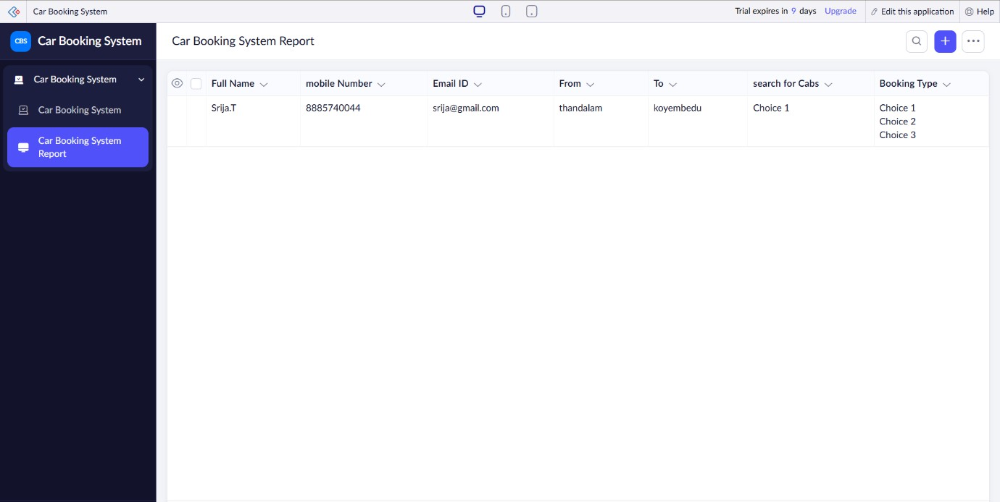 Car Booking System
Trial expires in 9 days Upgrade
Edit this application
Help
CBS Car Booking System
Car Booking System
Car Booking System
Car Booking System
Report
Car Booking System Report
Full Name mobile Number Email ID From To search for Cabs Booking Type
Srija.T 8885740044 srija@gmail.com thandalam koyembedu Choice 1 Choice 1
Choice 2
Choice 3